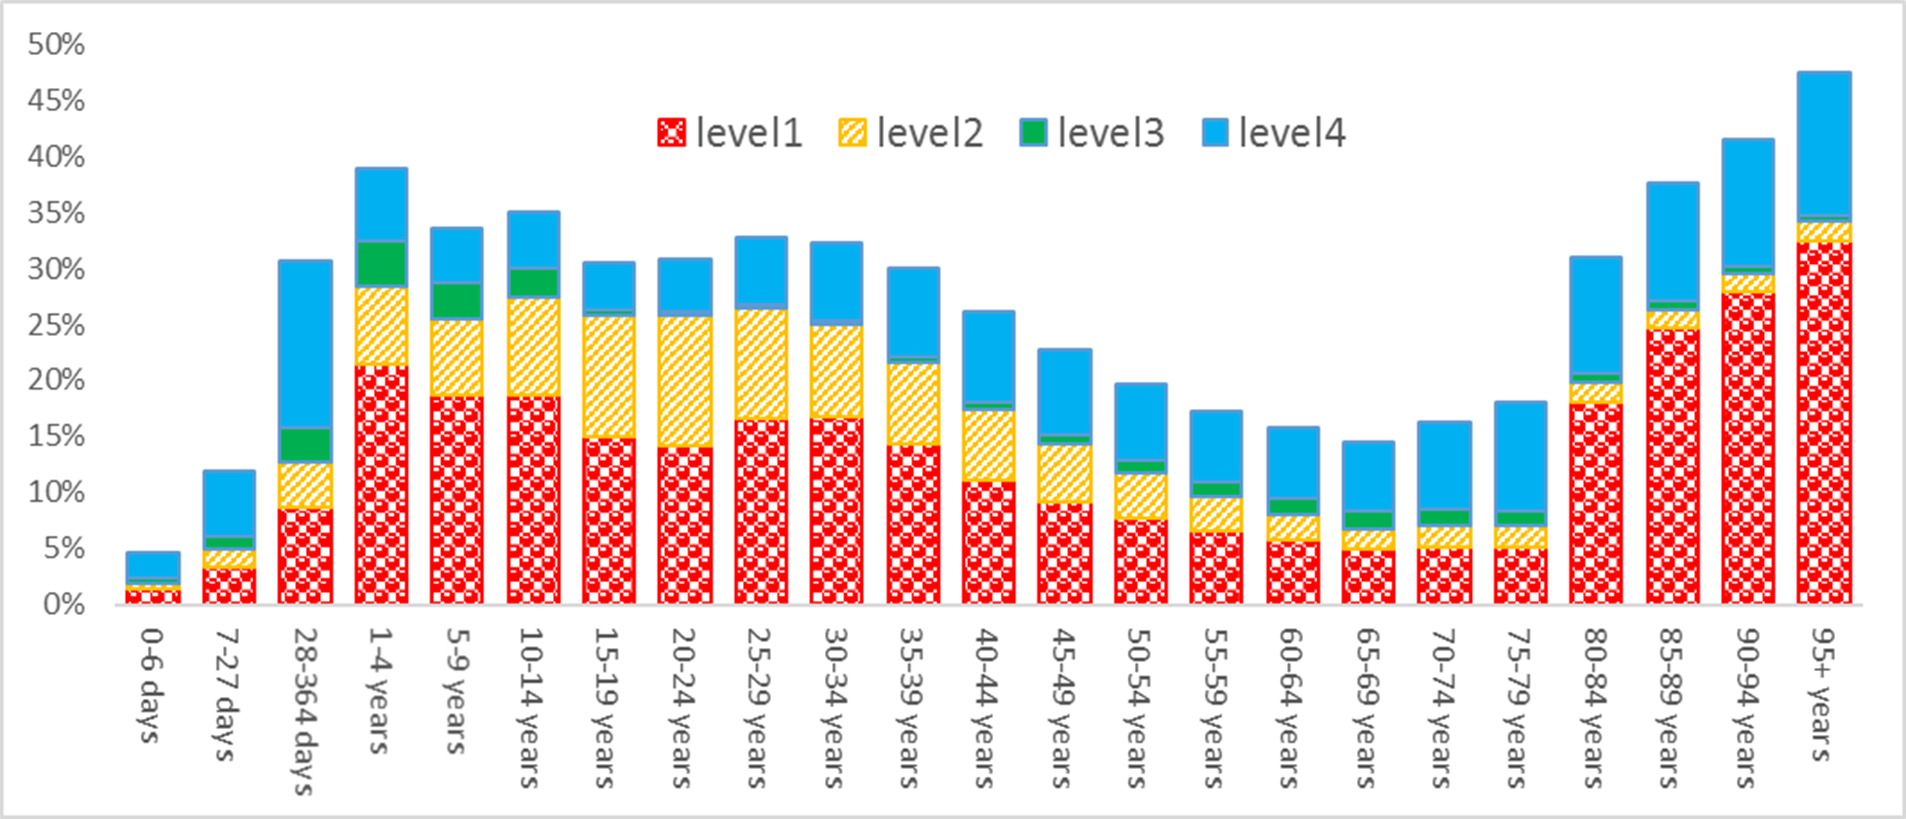 50%
45%
40%
35%
30%
25%
20%
15%
10%
5%
0%
level1 level2 level3 level4
0-6 days
7-27 days
28-364 days
1-4 years
5-9 years
10-14 years
15-19 years
20-24 years
25-29 years
30-34 years
35-39 years
40-44 years
45-49 years
50-54 years
55-59 years
60-64 years
65-69 years
70-74 years
75-79 years
80-84 years
85-89 years
90-94 years
95+ years